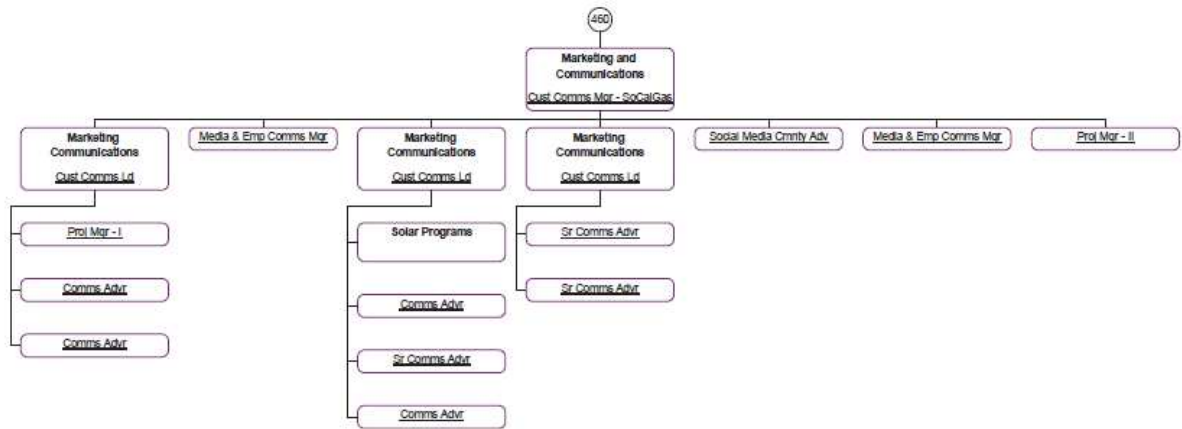 460
Marketing and
Communications
Cust Comms Mgr - SoCalGas
Marketing
Communications
Cust Comms Ld
Media & Emp Comms Mgr
Marketing
Communications
Cust Comms Ld
Marketing
Communications
Cust Comms Ld
Social Media Cmnty Adv
Media & Emp Comms Mgr
Proj Mgr - II
Proj Mgr - I
Comms Advr
Comms Advr
Solar Programs
Comms Advr
Sr Comms Advr
Comms Advr
Sr Comms Advr
Sr Comms Advr